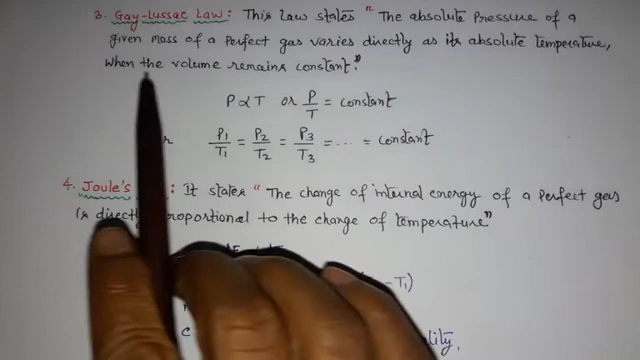 3. Gay-Lussac Law: This law states " The absolute Pressure of a
given mass of a Perfect gas varies directly as its absolute temperature,
when the volume remains constant."
P ∝ T or P/T = constant
P1/T1 = P2/T2 = P3/T3 = ..... = constant
4. Joule's : It states " The change of internal energy of a Perfect gas
is directly proportional to the change of temperature"
- T1)